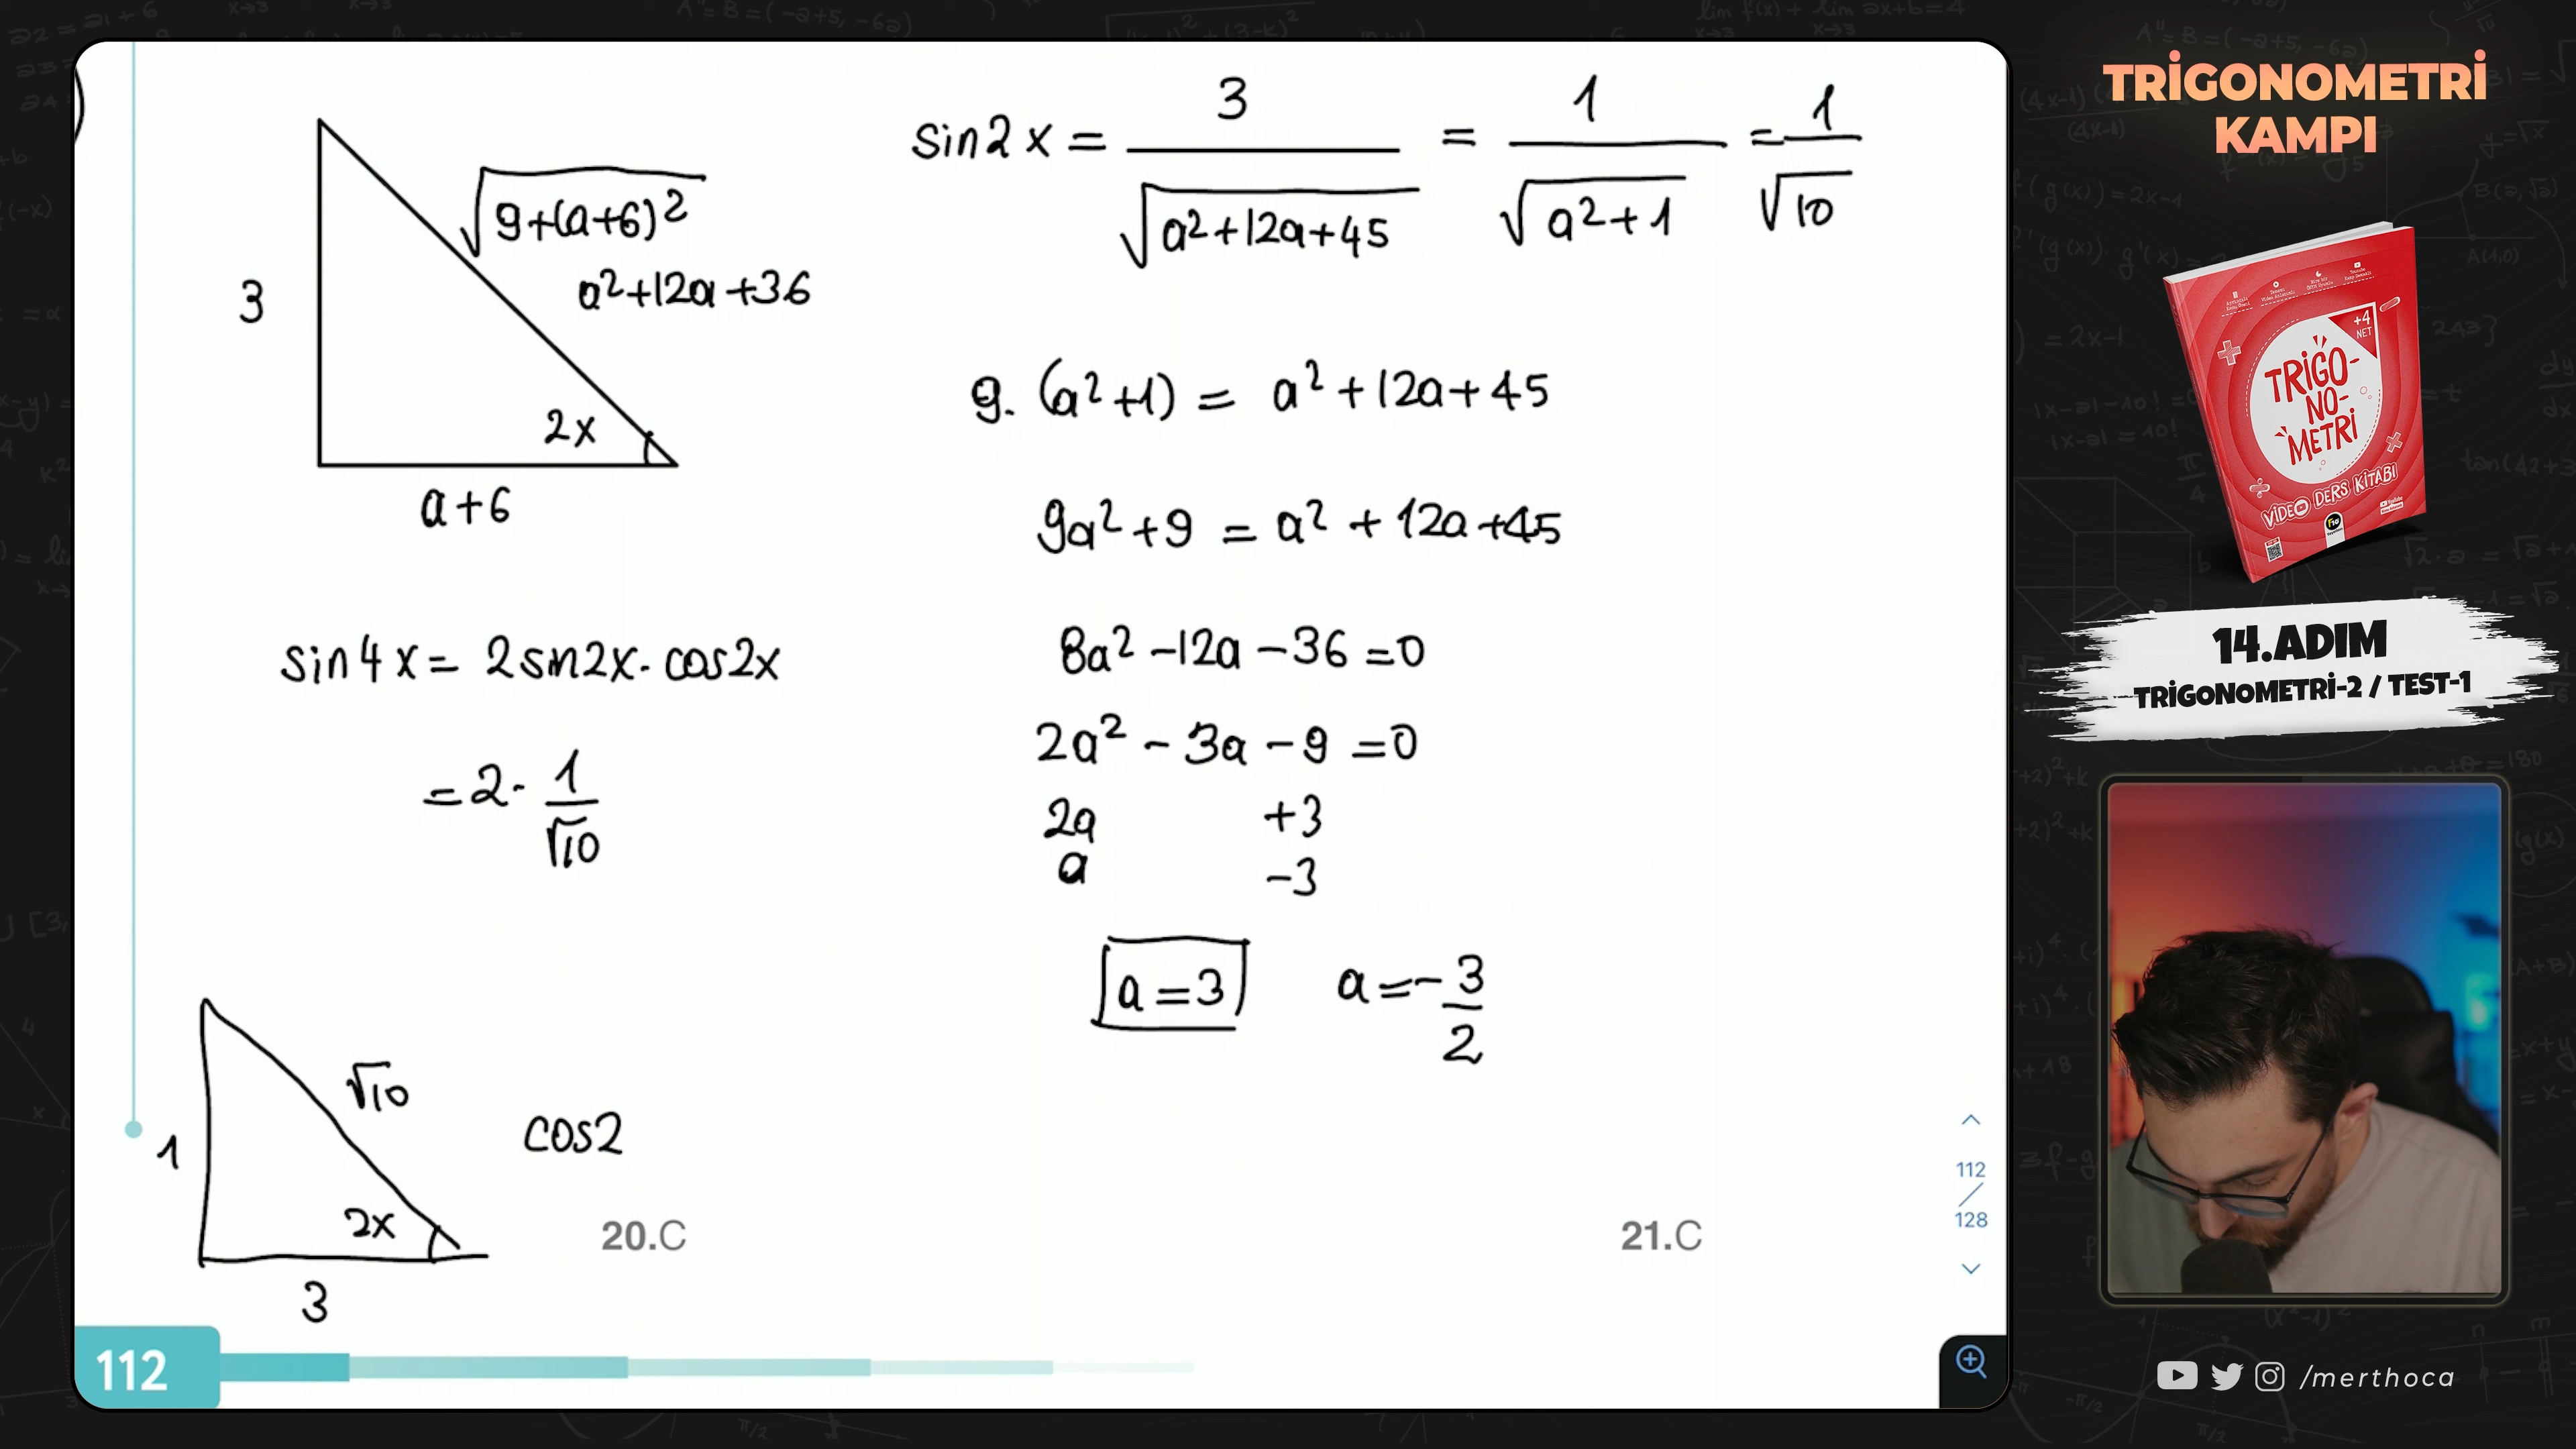 3
√9+(a+6)²
a²+12a+36
2x
a+6
sin2x = 3/√a²+12a+45 = 1/√a²+1 = 1/√10
9. (a²+1) = a²+12a+45
9a²+9 = a² + 12a+45
8a² -12a -36 =0
2a² - 3a - 9 =0
2a +3
a -3
a=3 a=-3/2
sin4x = 2sin2x. cos2x
=2. 1/√10
1
√10
2x
3
cos2
20.C
21.C
112
112
/
128
TRİGONOMETRİ
KAMPI
+4
NET
TRİGO-
NO-
METRİ
VİDEO DERS KİTABI
14.ADIM
TRİGONOMETRİ-2 / TEST-1
/merthoca